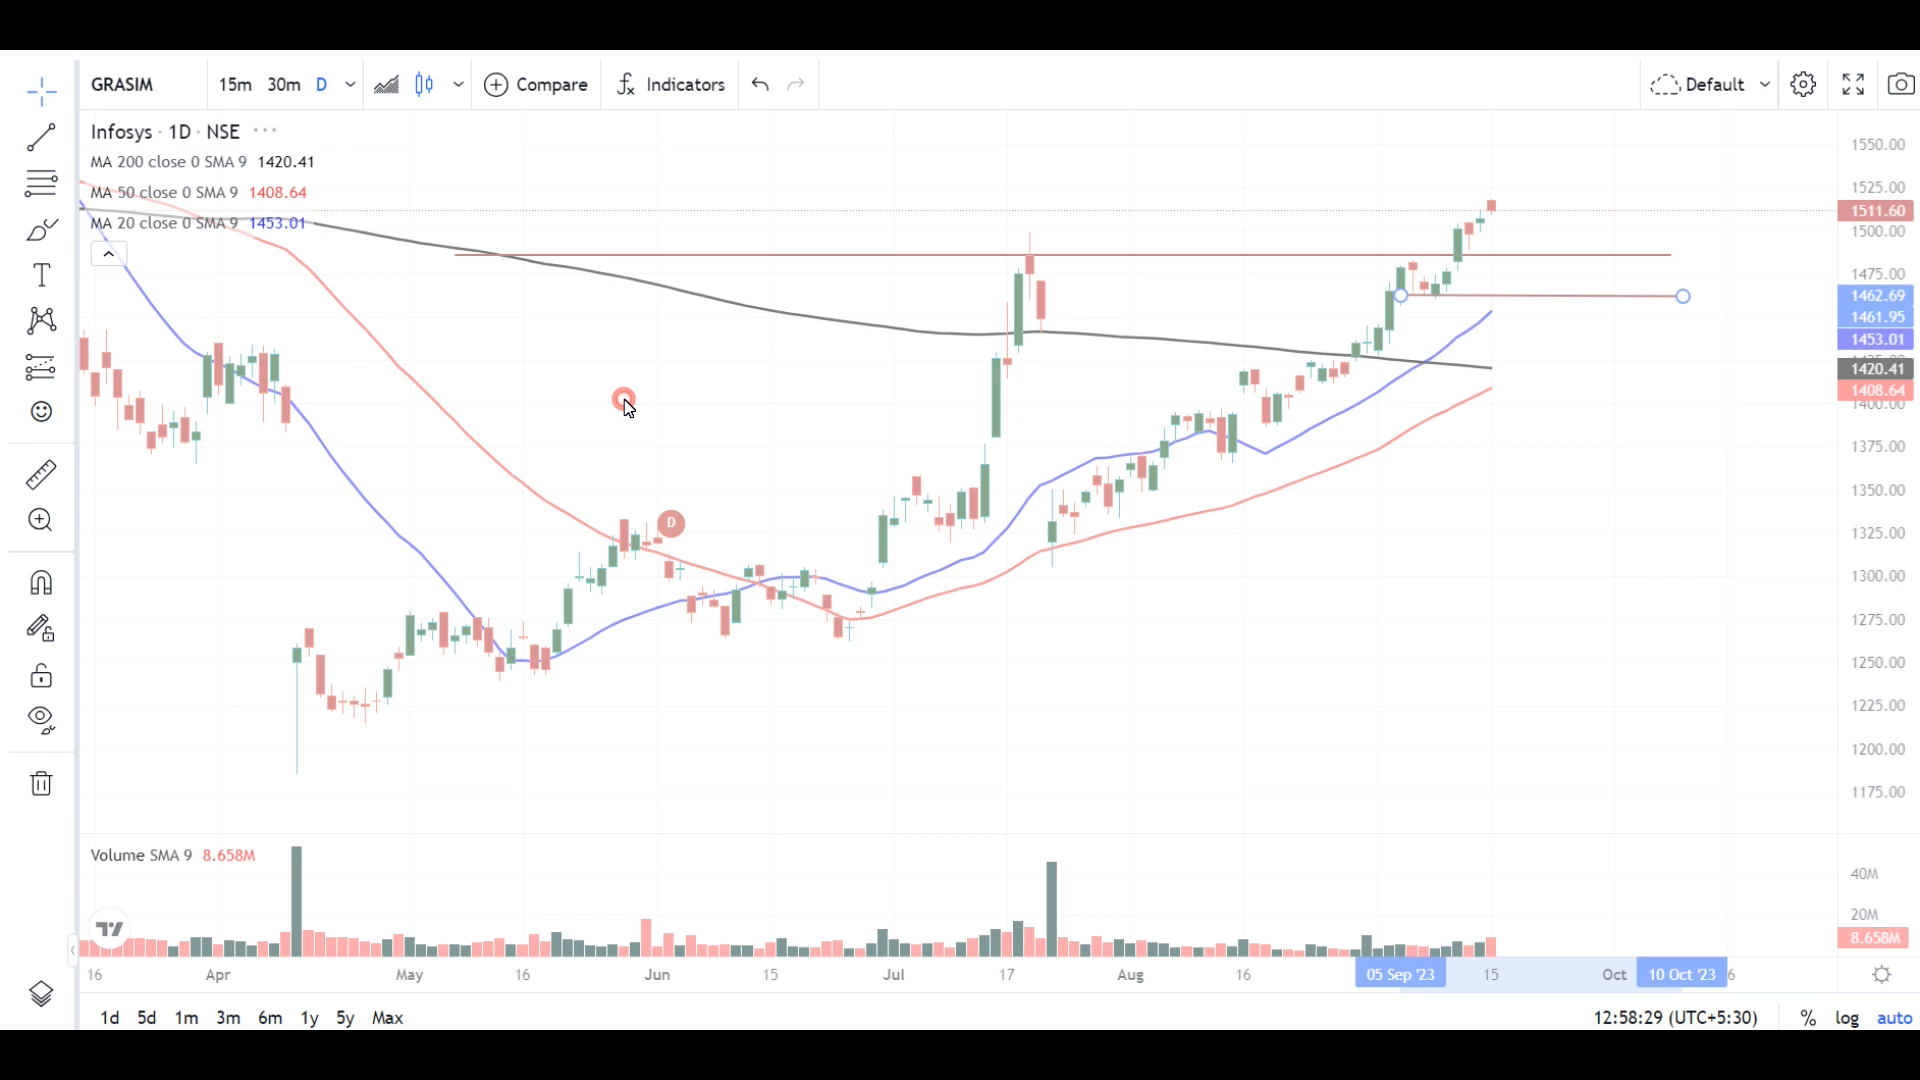 GRASIM 15m 30m D Compare Indicators Default
Infosys · 1D · NSE ···
MA 200 close 0 SMA 9 1420.41
MA 50 close 0 SMA 9 1408.64
MA 20 close 0 SMA 9 1453.01
1550.00
1525.00
1511.60
1500.00
1475.00
1462.69
1461.95
1453.01
1420.41
1408.64
1400.00
1375.00
1350.00
1325.00
1300.00
1275.00
1250.00
1225.00
1200.00
1175.00
D
Volume SMA 9 8.658M
40M
20M
8.658M
16 Apr May 16 Jun 15 Jul 17 Aug 16 05 Sep '23 15 Oct 10 Oct '23 6
1d 5d 1m 3m 6m 1y 5y Max 12:58:29 (UTC+5:30) % log auto